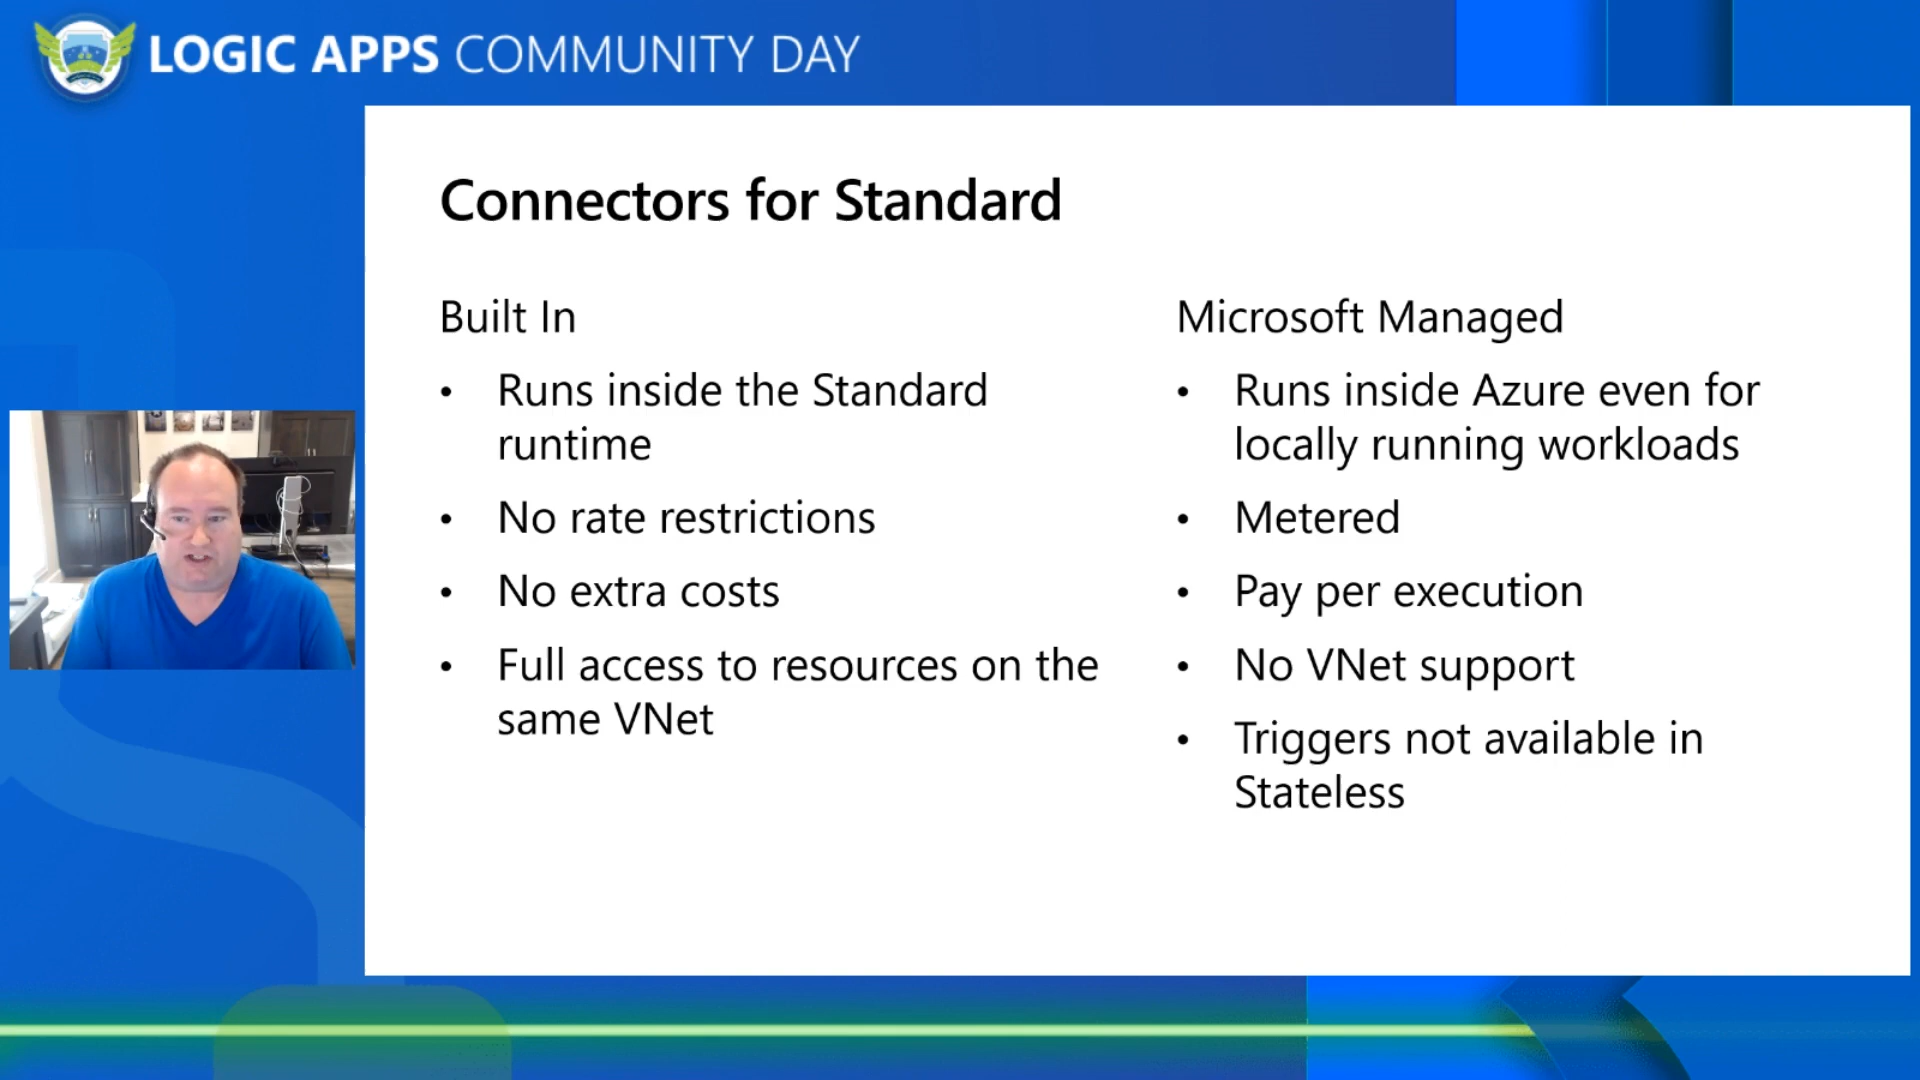 LOGIC APPS COMMUNITY DAY
Connectors for Standard
Built In
• Runs inside the Standard
runtime
• No rate restrictions
• No extra costs
• Full access to resources on the
same VNet
Microsoft Managed
• Runs inside Azure even for
locally running workloads
• Metered
• Pay per execution
• No VNet support
• Triggers not available in
Stateless